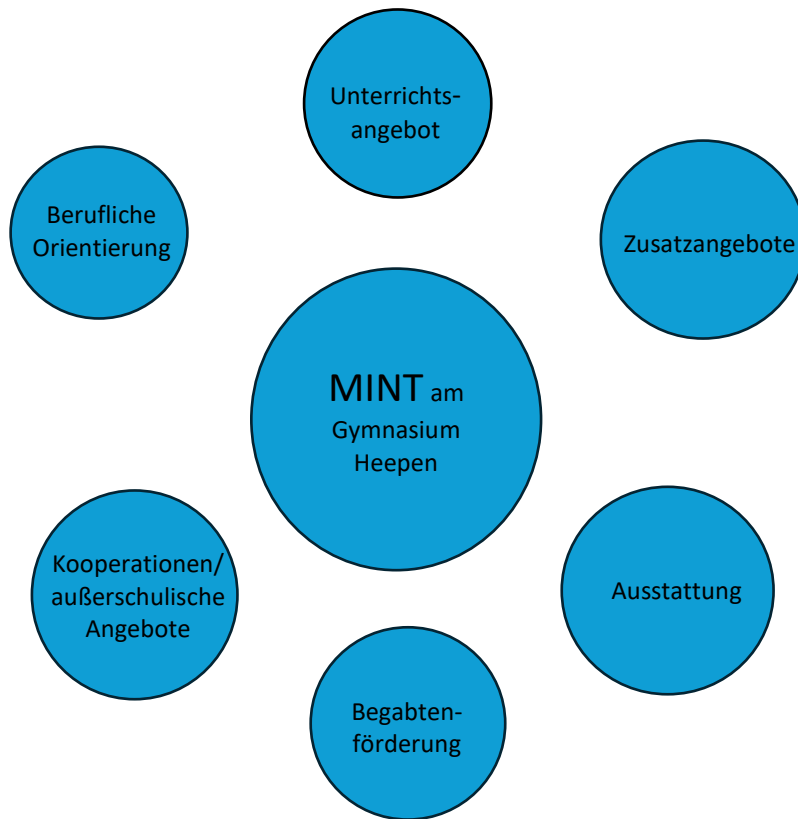 Unterrichts-
angebot
Berufliche
Orientierung
Zusatzangebote
MINT am
Gymnasium
Heepen
Kooperationen/
außerschulische
Angebote
Ausstattung
Begabten-
förderung